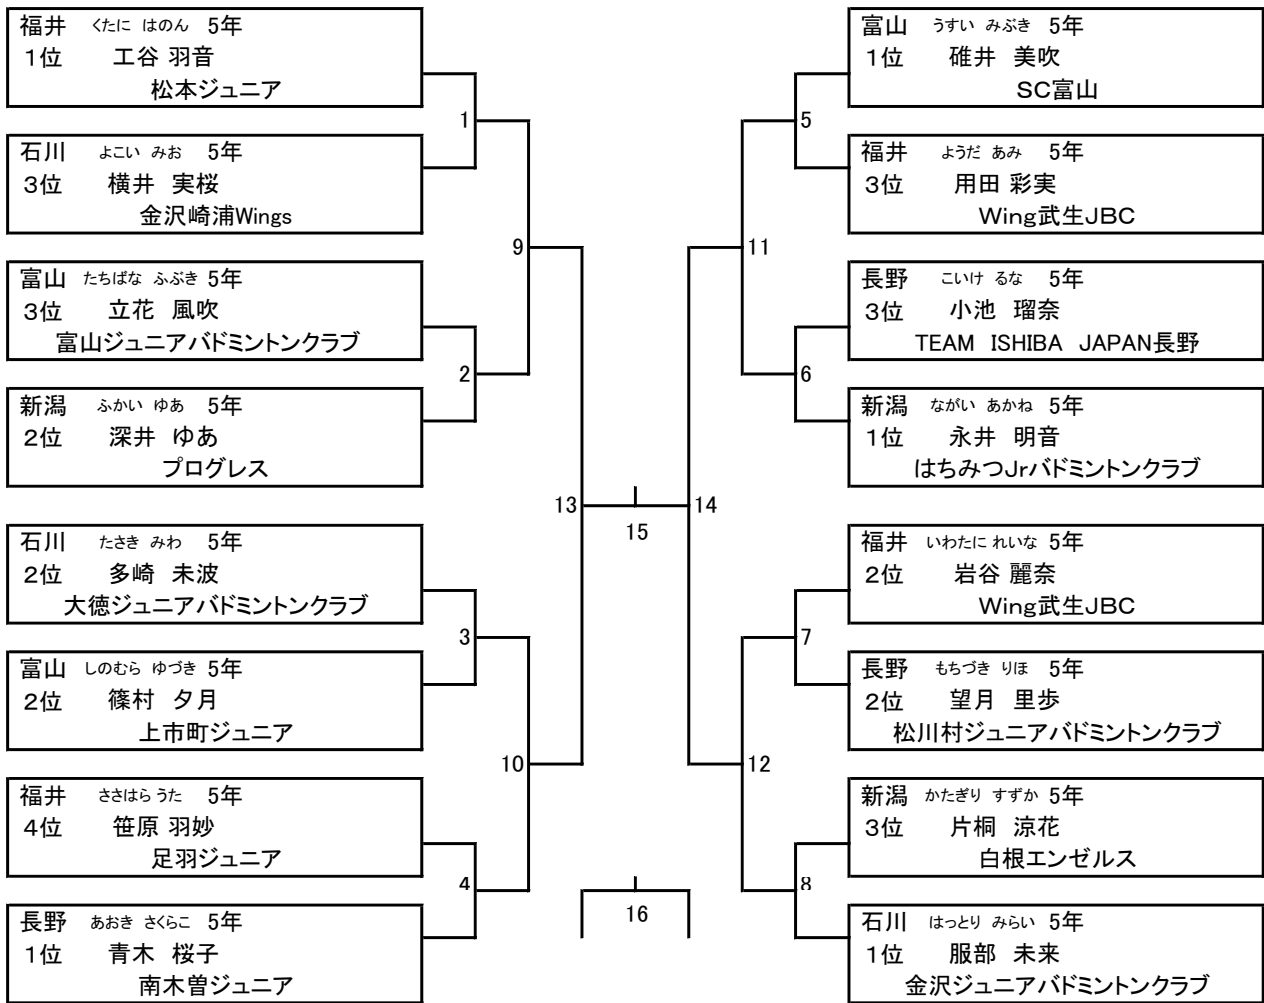 福井 くたに はのん 5年
1位 工谷 羽音
松本ジュニア
石川 よこい みお 5年
3位 横井 実桜
金沢崎浦Wings
富山 たちばな ふぶき 5年
3位 立花 風吹
富山ジュニアバドミントンクラブ
新潟 ふかい ゆあ 5年
2位 深井 ゆあ
プログレス
石川 たさき みわ 5年
2位 多崎 未波
大徳ジュニアバドミントンクラブ
富山 しのむら ゆづき 5年
2位 篠村 夕月
上市町ジュニア
福井 ささはら うた 5年
4位 笹原 羽妙
足羽ジュニア
長野 あおき さくらこ 5年
1位 青木 桜子
南木曽ジュニア
1
2
3
4
9
10
13
15
16
14
11
12
5
6
7
8
富山 うすい みぶき 5年
1位 碓井 美吹
SC富山
福井 ようだ あみ 5年
3位 用田 彩実
Wing武生JBC
長野 こいけ るな 5年
3位 小池 瑠奈
TEAM ISHIBA JAPAN長野
新潟 ながい あかね 5年
1位 永井 明音
はちみつJrバドミントンクラブ
福井 いわたに れいな 5年
2位 岩谷 麗奈
Wing武生JBC
長野 もちづき りほ 5年
2位 望月 里歩
松川村ジュニアバドミントンクラブ
新潟 かたぎり すずか 5年
3位 片桐 涼花
白根エンゼルス
石川 はっとり みらい 5年
1位 服部 未来
金沢ジュニアバドミントンクラブ